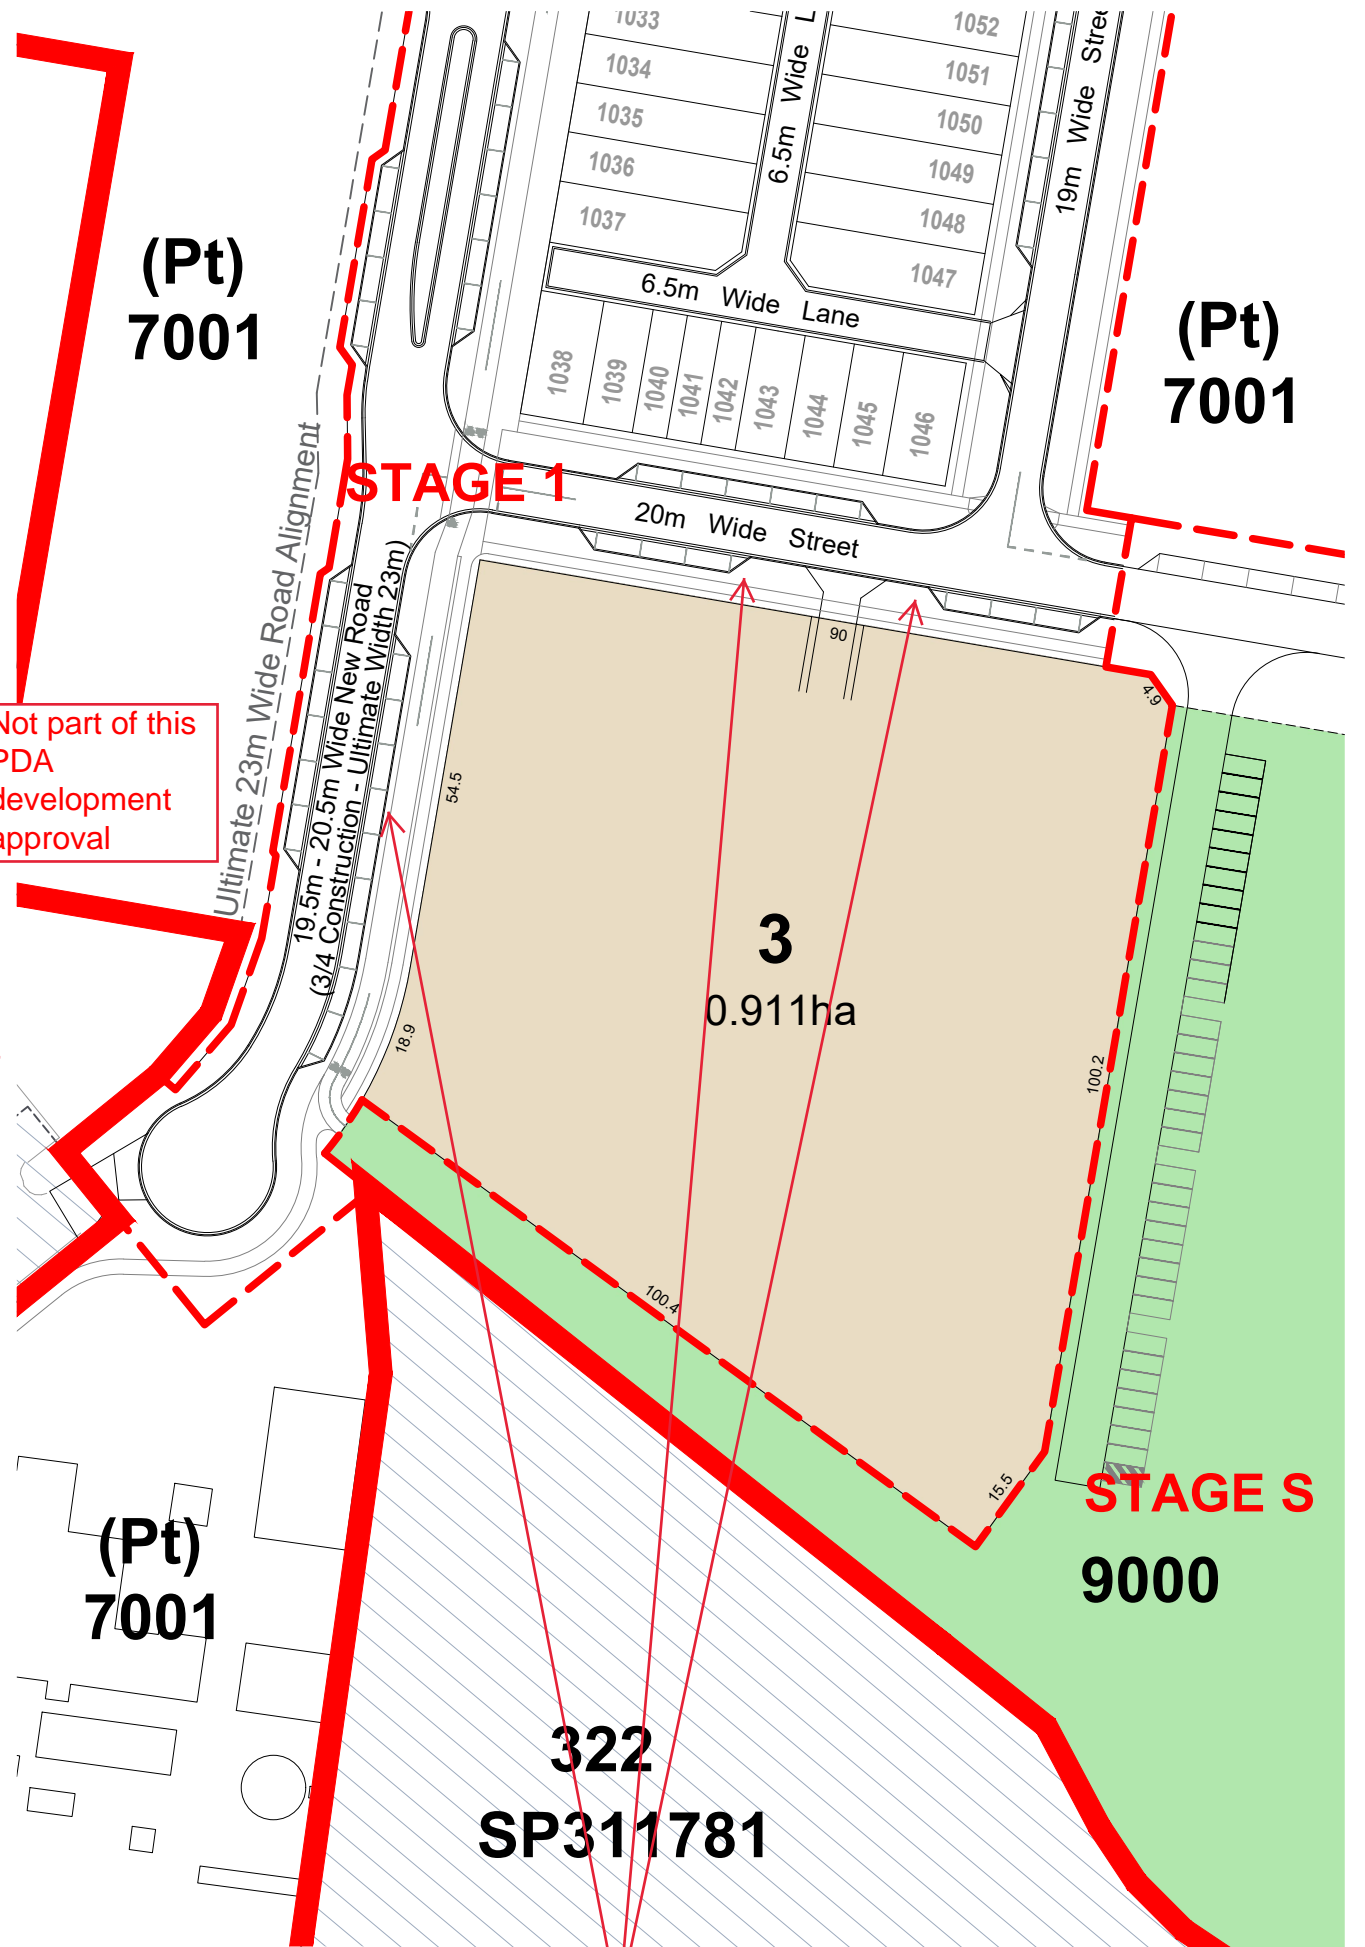 1033
1034
1035
1036
1037
6.5m Wide L
1052
1051
1050
1049
1048
1047
19m Wide Stree
(Pt)
7001
(Pt)
7001
6.5m Wide Lane
1038
1039
1040
1041
1042
1043
1044
1045
1046
STAGE 1
20m Wide Street
Ultimate 23m Wide Road Alignment
19.5m - 20.5m Wide New Road
(3/4 Construction - Ultimate Width 23m)
Not part of this
PDA
development
approval
90
4.9
54.5
3
0.911ha
18.9
100.2
100.4
15.5
STAGE S
9000
(Pt)
7001
322
SP311781